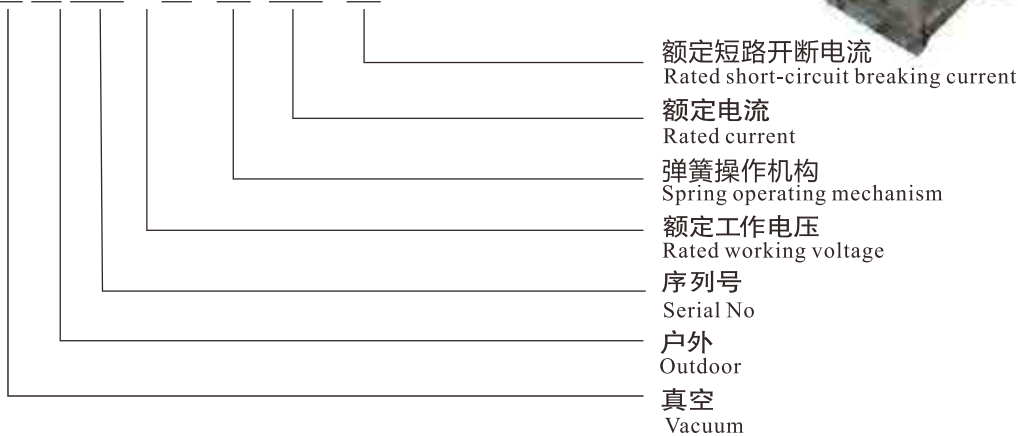 额定短路开断电流
Rated short-circuit breaking current
额定电流
Rated current
弹簧操作机构
Spring operating mechanism
额定工作电压
Rated working voltage
序列号
Serial No
户外
Outdoor
真空
Vacuum